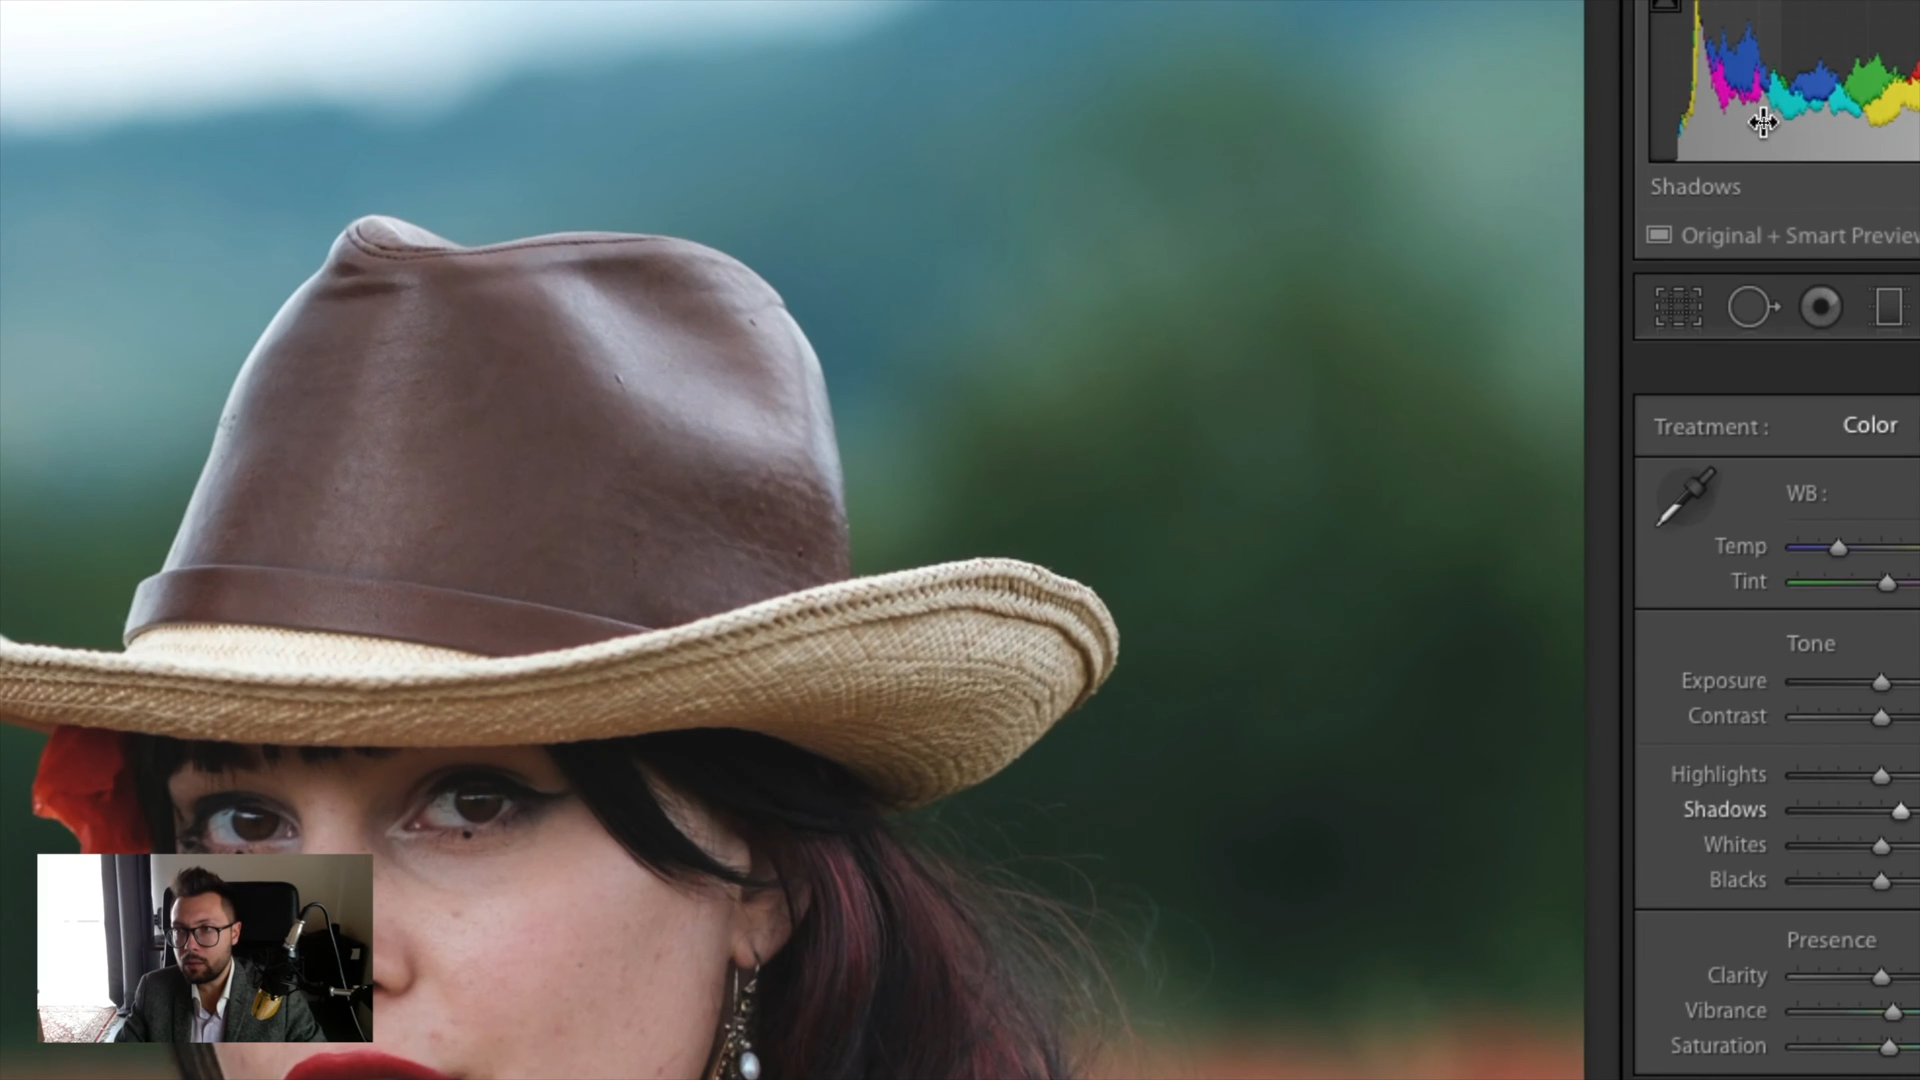 Shadows
Original + Smart Preview
Treatment :
Color
WB :
Temp
Tint
Tone
Exposure
Contrast
Highlights
Shadows
Whites
Blacks
Presence
Clarity
Vibrance
Saturation